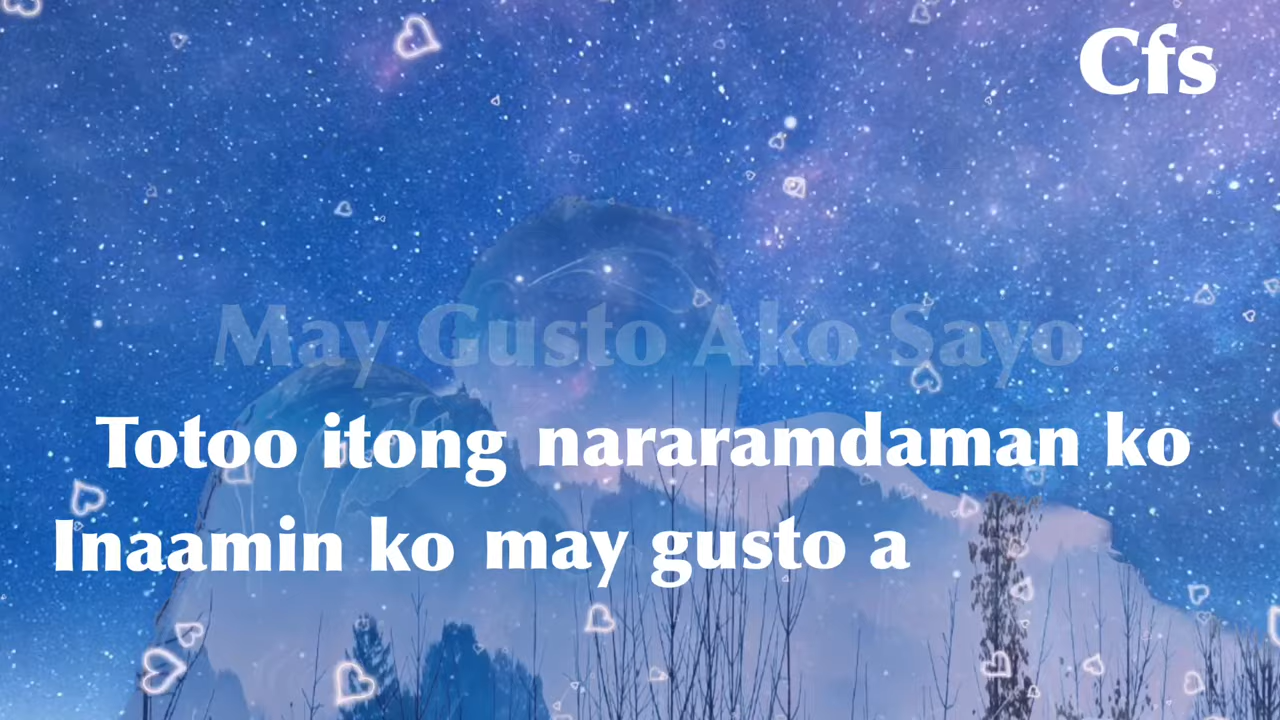 Cfs
May Gusto Ako Sayo
Totoo itong nararamdaman ko
Inaamin ko may gusto a